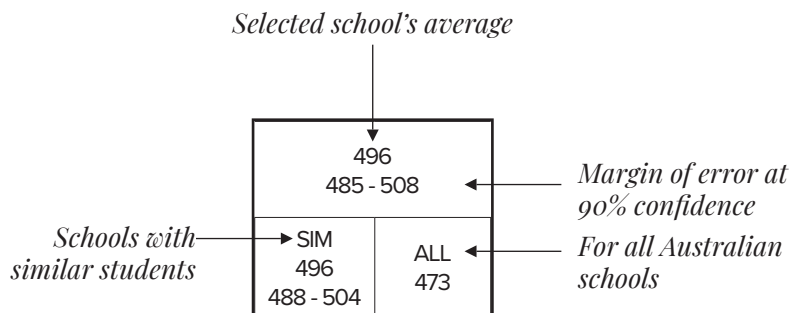 Selected school's average
496
485 - 508
Margin of error at
90% confidence
Schools with
similar students
SIM
496
488 - 504
ALL
473
For all Australian
schools